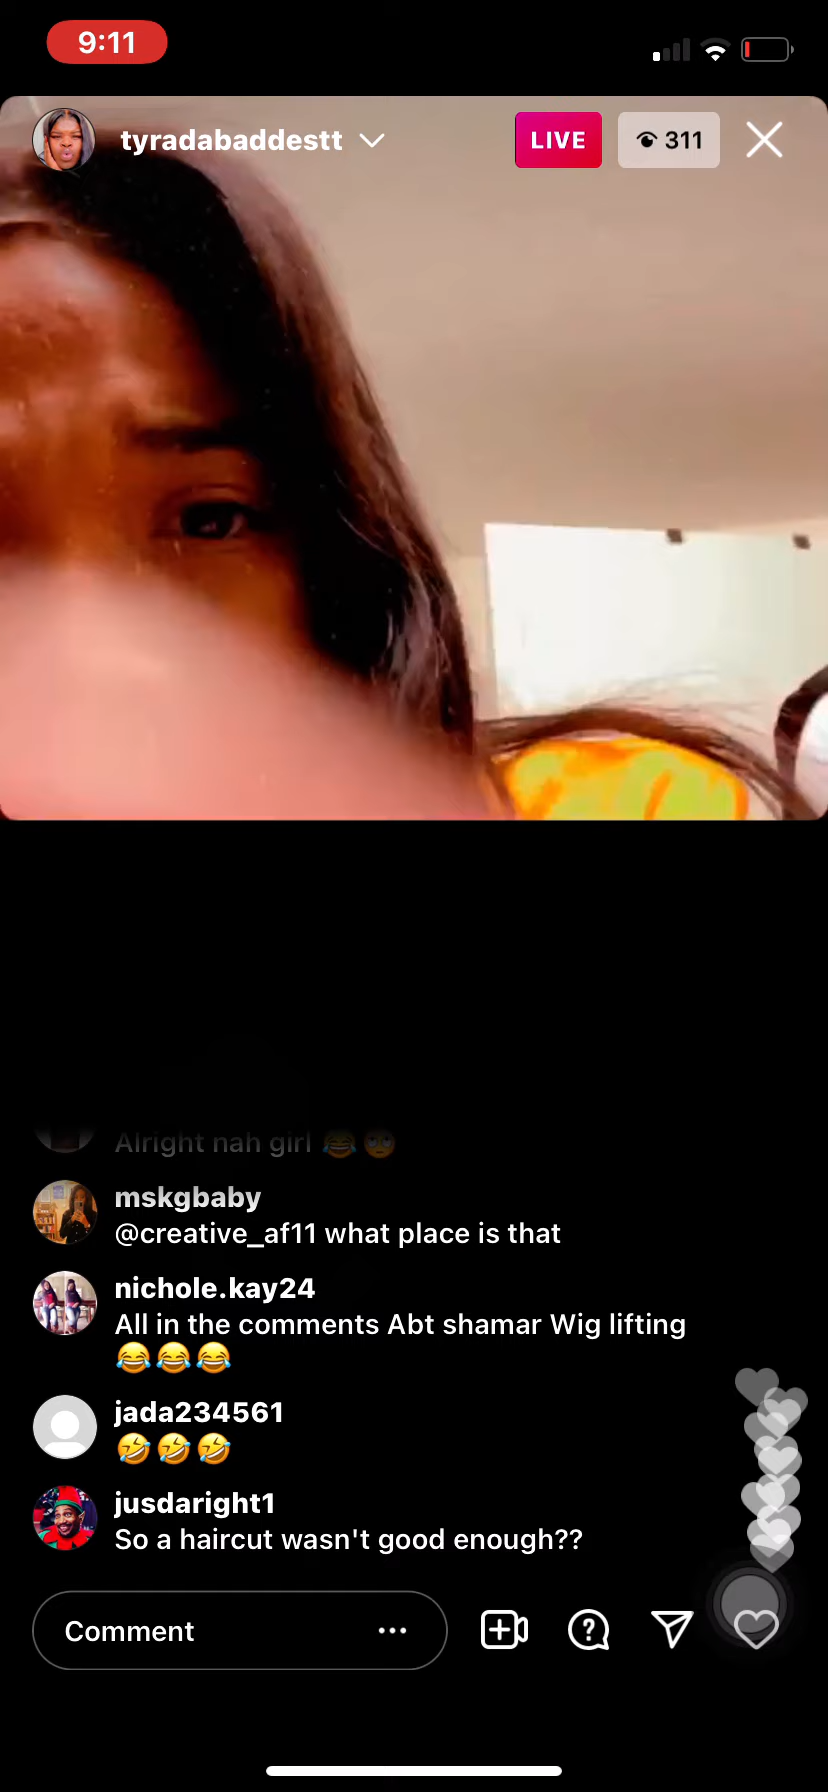 9:11
tyradabaddestt
LIVE
311
Alright nah girl 😂🙄
mskgbaby
@creative_af11 what place is that
nichole.kay24
All in the comments Abt shamar Wig lifting
😂😂😂
jada234561
🤣🤣🤣
jusdaright1
So a haircut wasn't good enough??
Comment